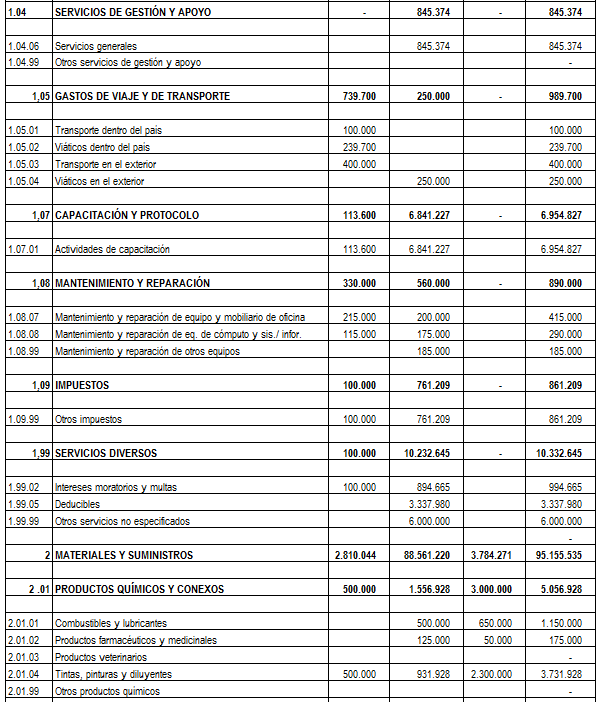 1.04 SERVICIOS DE GESTIÓN Y APOYO - 845.374 - 845.374
1.04.06 Servicios generales 845.374 845.374
1.04.99 Otros servicios de gestión y apoyo -
1,05 GASTOS DE VIAJE Y DE TRANSPORTE 739.700 250.000 - 989.700
1.05.01 Transporte dentro del país 100.000 100.000
1.05.02 Viáticos dentro del país 239.700 239.700
1.05.03 Transporte en el exterior 400.000 400.000
1.05.04 Viáticos en el exterior 250.000 250.000
1,07 CAPACITACIÓN Y PROTOCOLO 113.600 6.841.227 - 6.954.827
1.07.01 Actividades de capacitación 113.600 6.841.227 6.954.827
1,08 MANTENIMIENTO Y REPARACIÓN 330.000 560.000 - 890.000
1.08.07 Mantenimiento y reparación de equipo y mobiliario de oficina 215.000 200.000 415.000
1.08.08 Mantenimiento y reparación de eq. de cómputo y sis./ infor. 115.000 175.000 290.000
1.08.99 Mantenimiento y reparación de otros equipos 185.000 185.000
1,09 IMPUESTOS 100.000 761.209 - 861.209
1.09.99 Otros impuestos 100.000 761.209 861.209
1,99 SERVICIOS DIVERSOS 100.000 10.232.645 - 10.332.645
1.99.02 Intereses moratorios y multas 100.000 894.665 994.665
1.99.05 Deducibles 3.337.980 3.337.980
1.99.99 Otros servicios no especificados 6.000.000 6.000.000
-
2 MATERIALES Y SUMINISTROS 2.810.044 88.561.220 3.784.271 95.155.535
2 .01 PRODUCTOS QUÍMICOS Y CONEXOS 500.000 1.556.928 3.000.000 5.056.928
2.01.01 Combustibles y lubricantes 500.000 650.000 1.150.000
2.01.02 Productos farmacéuticos y medicinales 125.000 50.000 175.000
2.01.03 Productos veterinarios -
2.01.04 Tintas, pinturas y diluyentes 500.000 931.928 2.300.000 3.731.928
2.01.99 Otros productos químicos -